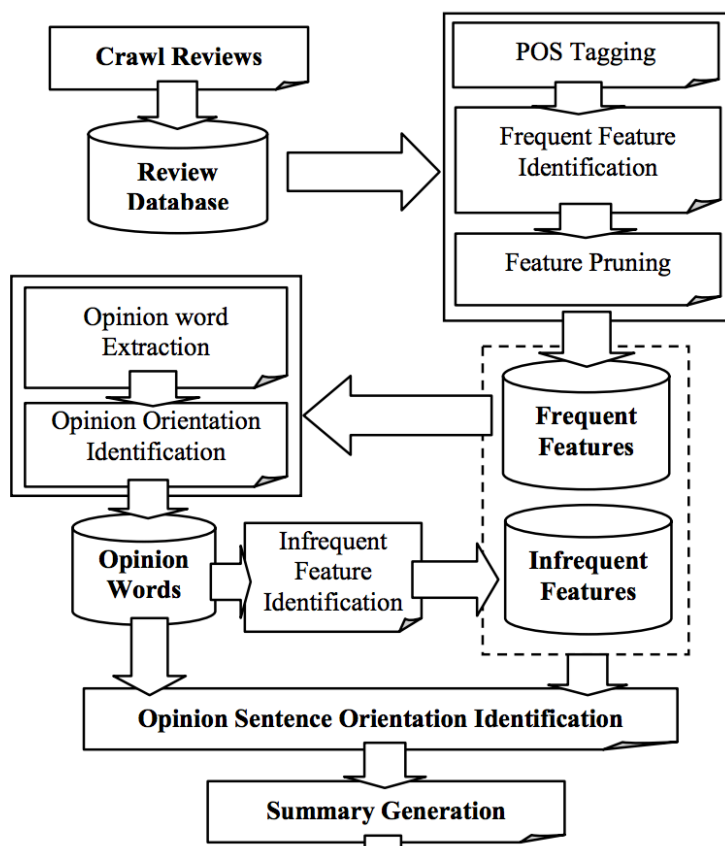 Crawl Reviews
Review
Database
POS Tagging
Frequent Feature
Identification
Feature Pruning
Opinion word
Extraction
Opinion Orientation
Identification
Frequent
Features
Opinion
Words
Infrequent
Feature
Identification
Infrequent
Features
Opinion Sentence Orientation Identification
Summary Generation